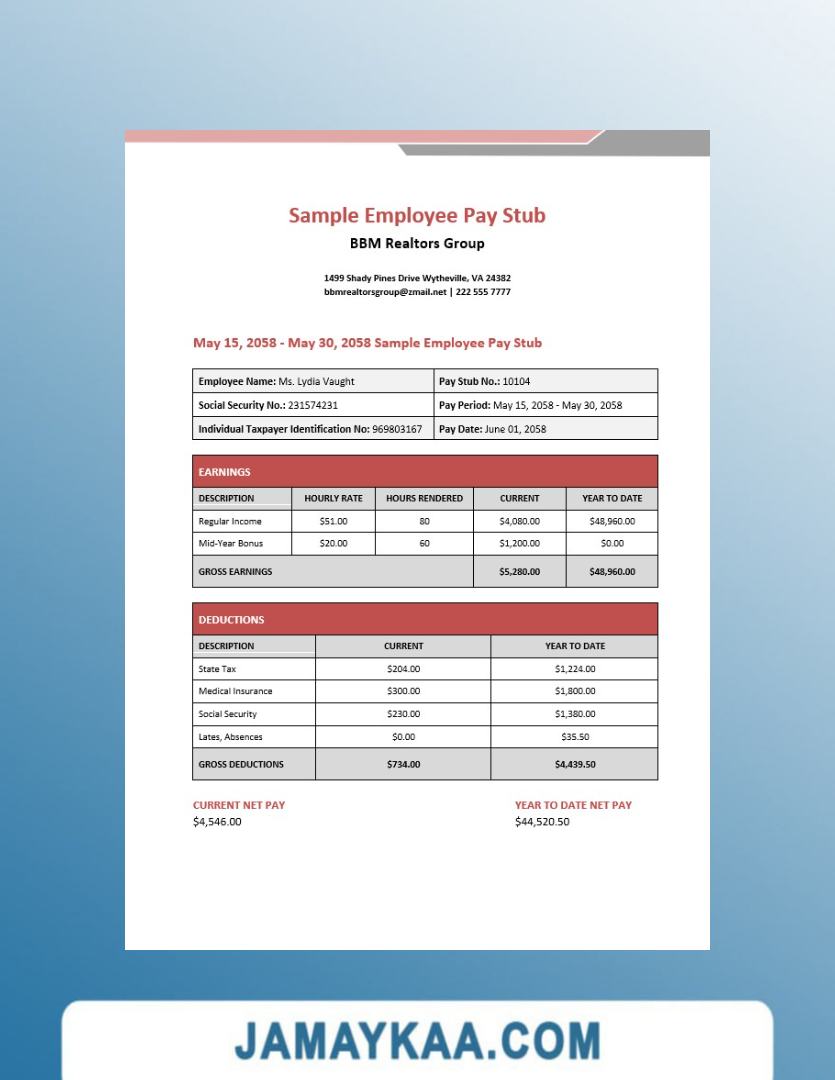 Sample Employee Pay Stub
BBM Realtors Group
1499 Shady Pines Drive Wytheville, VA 24382
bbmrealtorsgroup@zmail.net | 222 555 7777
May 15, 2058 - May 30, 2058 Sample Employee Pay Stub
Employee Name: Ms. Lydia Vaught Pay Stub No.: 10104
Social Security No.: 231574231 Pay Period: May 15, 2058 - May 30, 2058
Individual Taxpayer Identification No: 969803167 Pay Date: June 01, 2058
EARNINGS
DESCRIPTION HOURLY RATE HOURS RENDERED CURRENT YEAR TO DATE
Regular Income $51.00 80 $4,080.00 $48,960.00
Mid-Year Bonus $20.00 60 $1,200.00 $0.00
GROSS EARNINGS $5,280.00 $48,960.00
DEDUCTIONS
DESCRIPTION CURRENT YEAR TO DATE
State Tax $204.00 $1,224.00
Medical Insurance $300.00 $1,800.00
Social Security $230.00 $1,380.00
Lates, Absences $0.00 $35.50
GROSS DEDUCTIONS $734.00 $4,439.50
CURRENT NET PAY YEAR TO DATE NET PAY
$4,546.00 $44,520.50
JAMAYKAA.COM